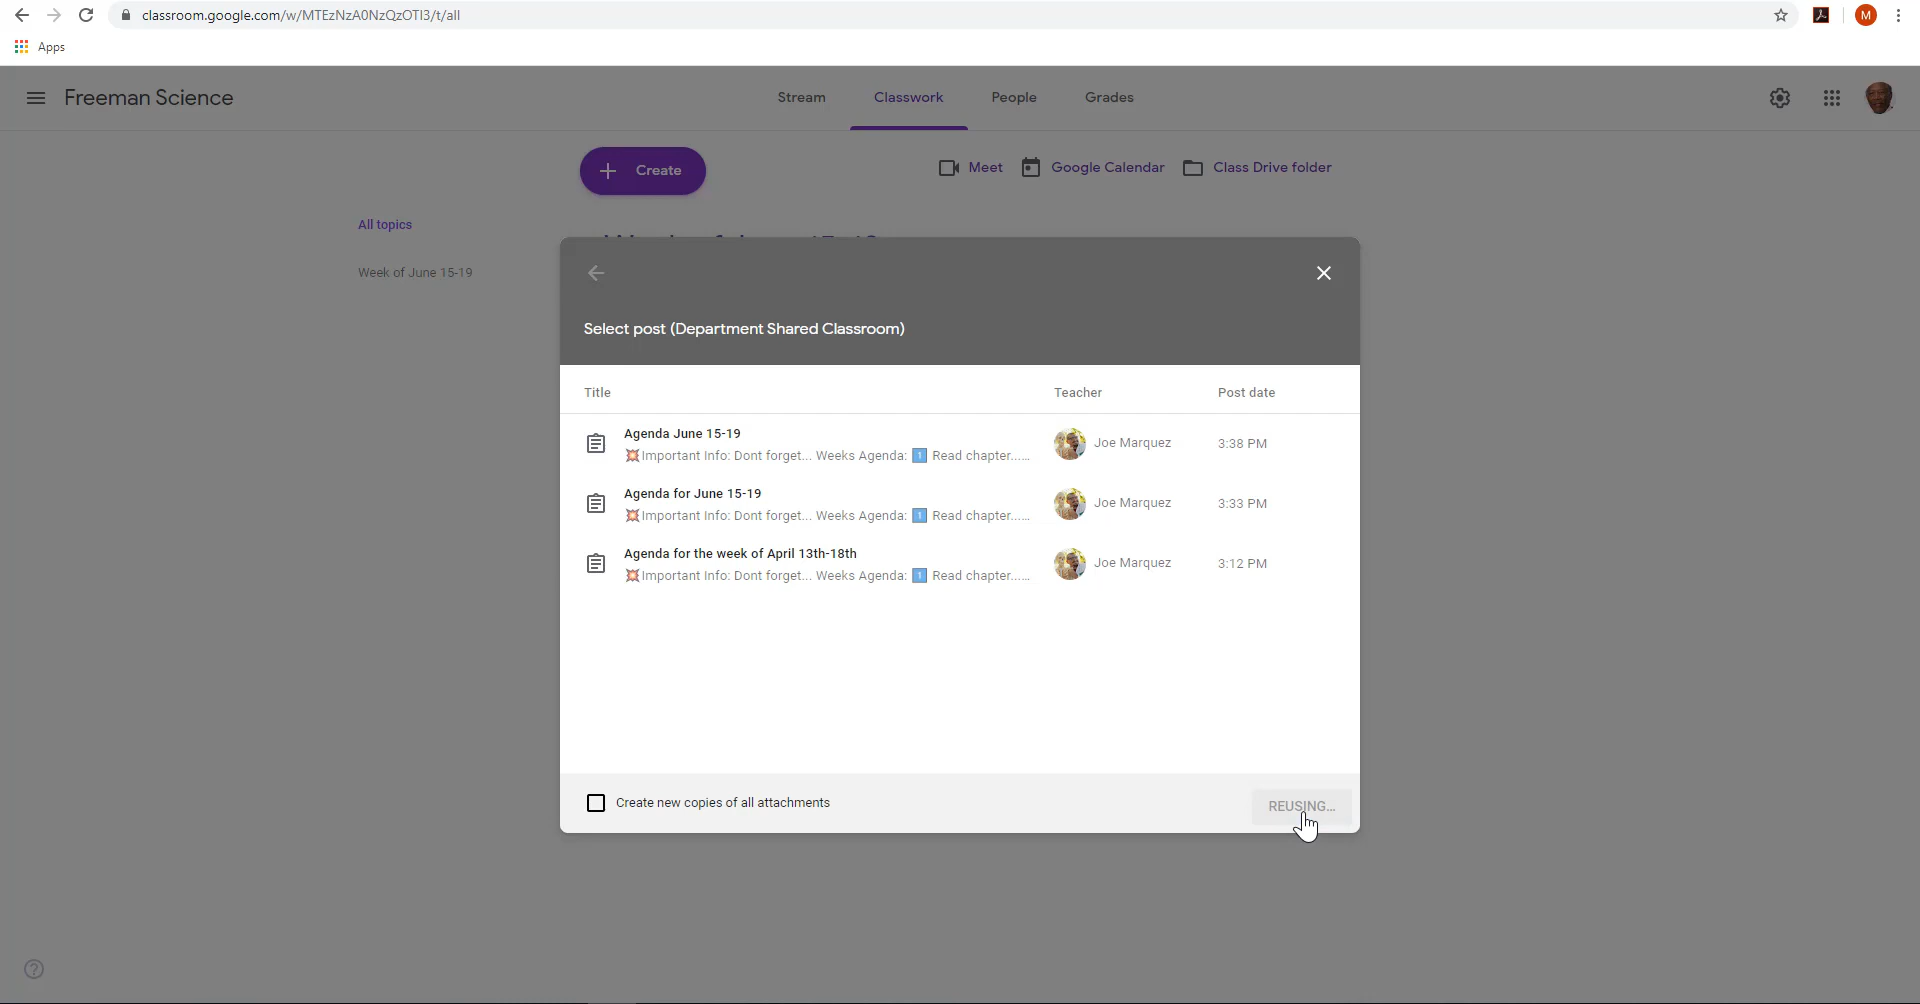 classroom.google.com/w/MTEzNzA0NzQzOTI3/t/all
M
Apps
Freeman Science
Stream
Classwork
People
Grades
Create
Meet
Google Calendar
Class Drive folder
All topics
Week of June 15-19
Select post (Department Shared Classroom)
Title
Teacher
Post date
Agenda June 15-19
💥Important Info: Dont forget... Weeks Agenda: 1️⃣ Read chapter......
Joe Marquez
3:38 PM
Agenda for June 15-19
💥Important Info: Dont forget... Weeks Agenda: 1️⃣ Read chapter......
Joe Marquez
3:33 PM
Agenda for the week of April 13th-18th
💥Important Info: Dont forget... Weeks Agenda: 1️⃣ Read chapter......
Joe Marquez
3:12 PM
Create new copies of all attachments
REUSING...